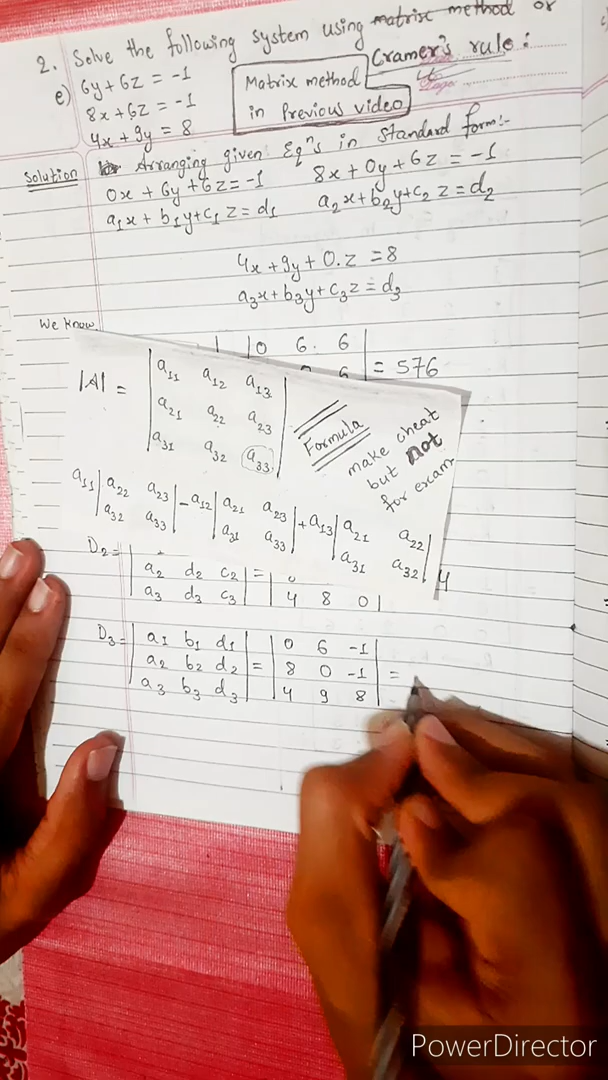 2. Solve the following system using matrix method or
Cramer's rule:
e) 6y + 6z = -1
8x + 6z = -1
4x + 9y = 8
Matrix method
in Previous video
Solution Arranging given Eqⁿs in standard form:-
0x + 6y + 6z = -1 8x + 0y + 6z = -1
a₁x + b₁y + c₁z = d₁ a₂x + b₂y + c₂z = d₂
4x + 9y + 0.z = 8
a₃x + b₃y + c₃z = d₃
We know
| 0 6. 6 |
6 | = 576
|A| = | a₁₁ a₁₂ a₁₃ |
| a₂₁ a₂₂ a₂₃ |
| a₃₁ a₃₂ a₃₃ |
Formula
make cheat
but not
for exam
a₁₁ | a₂₂ a₂₃ | - a₁₂ | a₂₁ a₂₃ | + a₁₃ | a₂₁ a₂₂ |
| a₃₂ a₃₃ | | a₃₁ a₃₃ | | a₃₁ a₃₂ | 4
D₂ = | a₂ d₂ c₂ | =
| a₃ d₃ c₃ | | 4 8 0 |
D₃ = | a₁ b₁ d₁ | | 0 6 -1 |
| a₂ b₂ d₂ | = | 8 0 -1 | =
| a₃ b₃ d₃ | | 4 9 8 |
PowerDirector